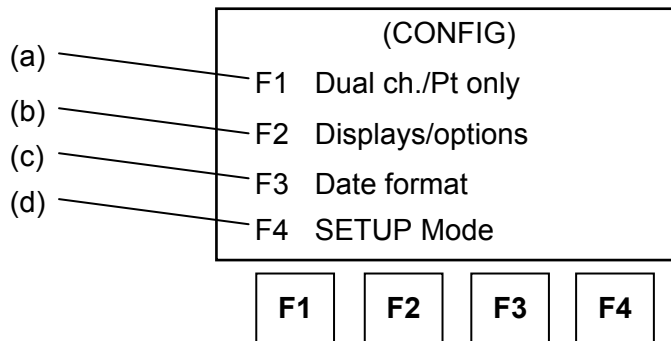 (CONFIG)
(a)
F1 Dual ch./Pt only
(b)
F2 Displays/options
(c)
F3 Date format
(d)
F4 SETUP Mode
F1 F2 F3 F4